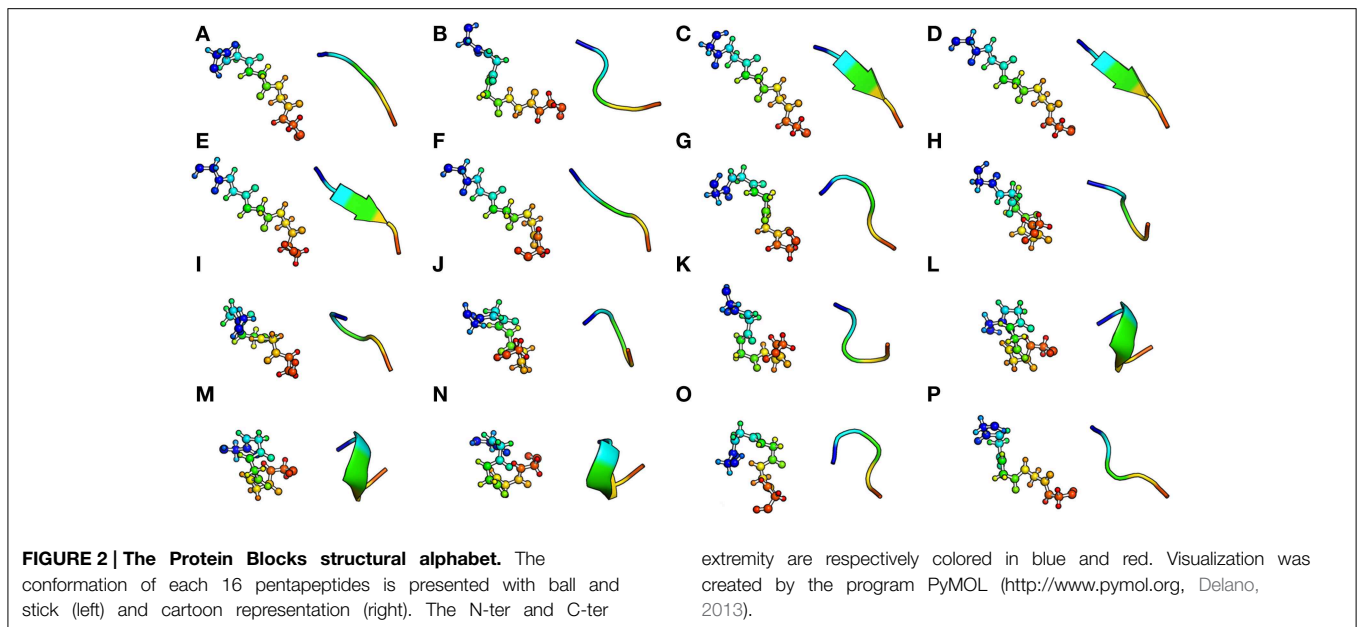 A B C D
E F G H
I J K L
M N O P
FIGURE 2 | The Protein Blocks structural alphabet. The
conformation of each 16 pentapeptides is presented with ball and
stick (left) and cartoon representation (right). The N-ter and C-ter
extremity are respectively colored in blue and red. Visualization was
created by the program PyMOL (http://www.pymol.org, Delano,
2013).